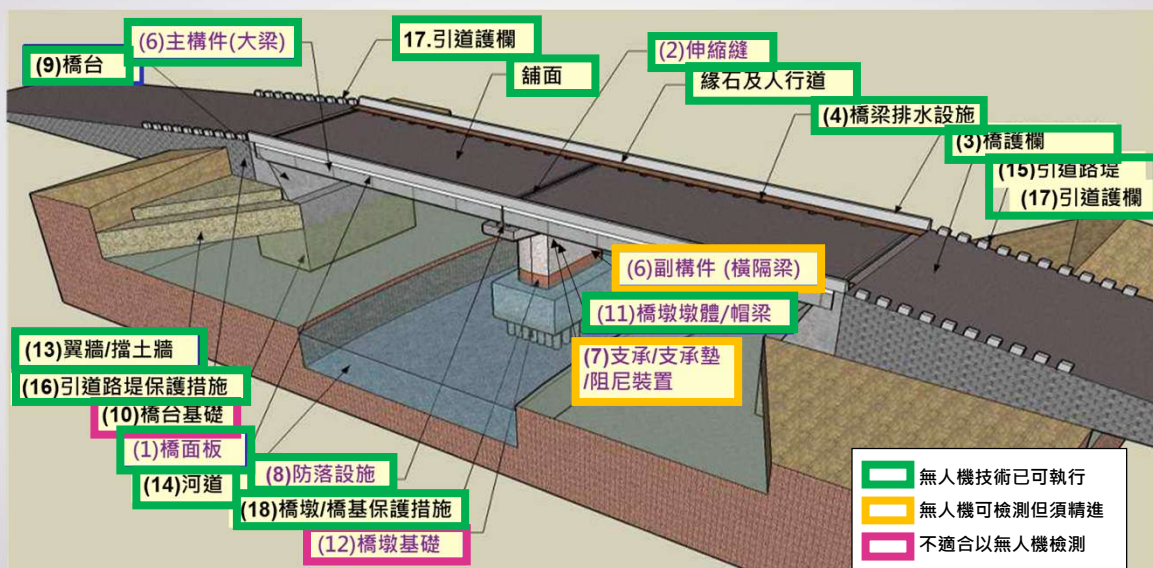 (6)主構件(大梁)
17.引道護欄
(2)伸縮縫
(9)橋台
舖面
緣石及人行道
(4)橋梁排水設施
(3)橋護欄
(15)引道路堤
(17)引道護欄
(6)副構件 (橫隔梁)
(11)橋墩墩體/帽梁
(7)支承/支承墊
/阻尼裝置
(13)翼牆/擋土牆
(16)引道路堤保護措施
(10)橋台基礎
(1)橋面板
(8)防落設施
(14)河道
(18)橋墩/橋基保護措施
(12)橋墩基礎
無人機技術已可執行
無人機可檢測但須精進
不適合以無人機檢測